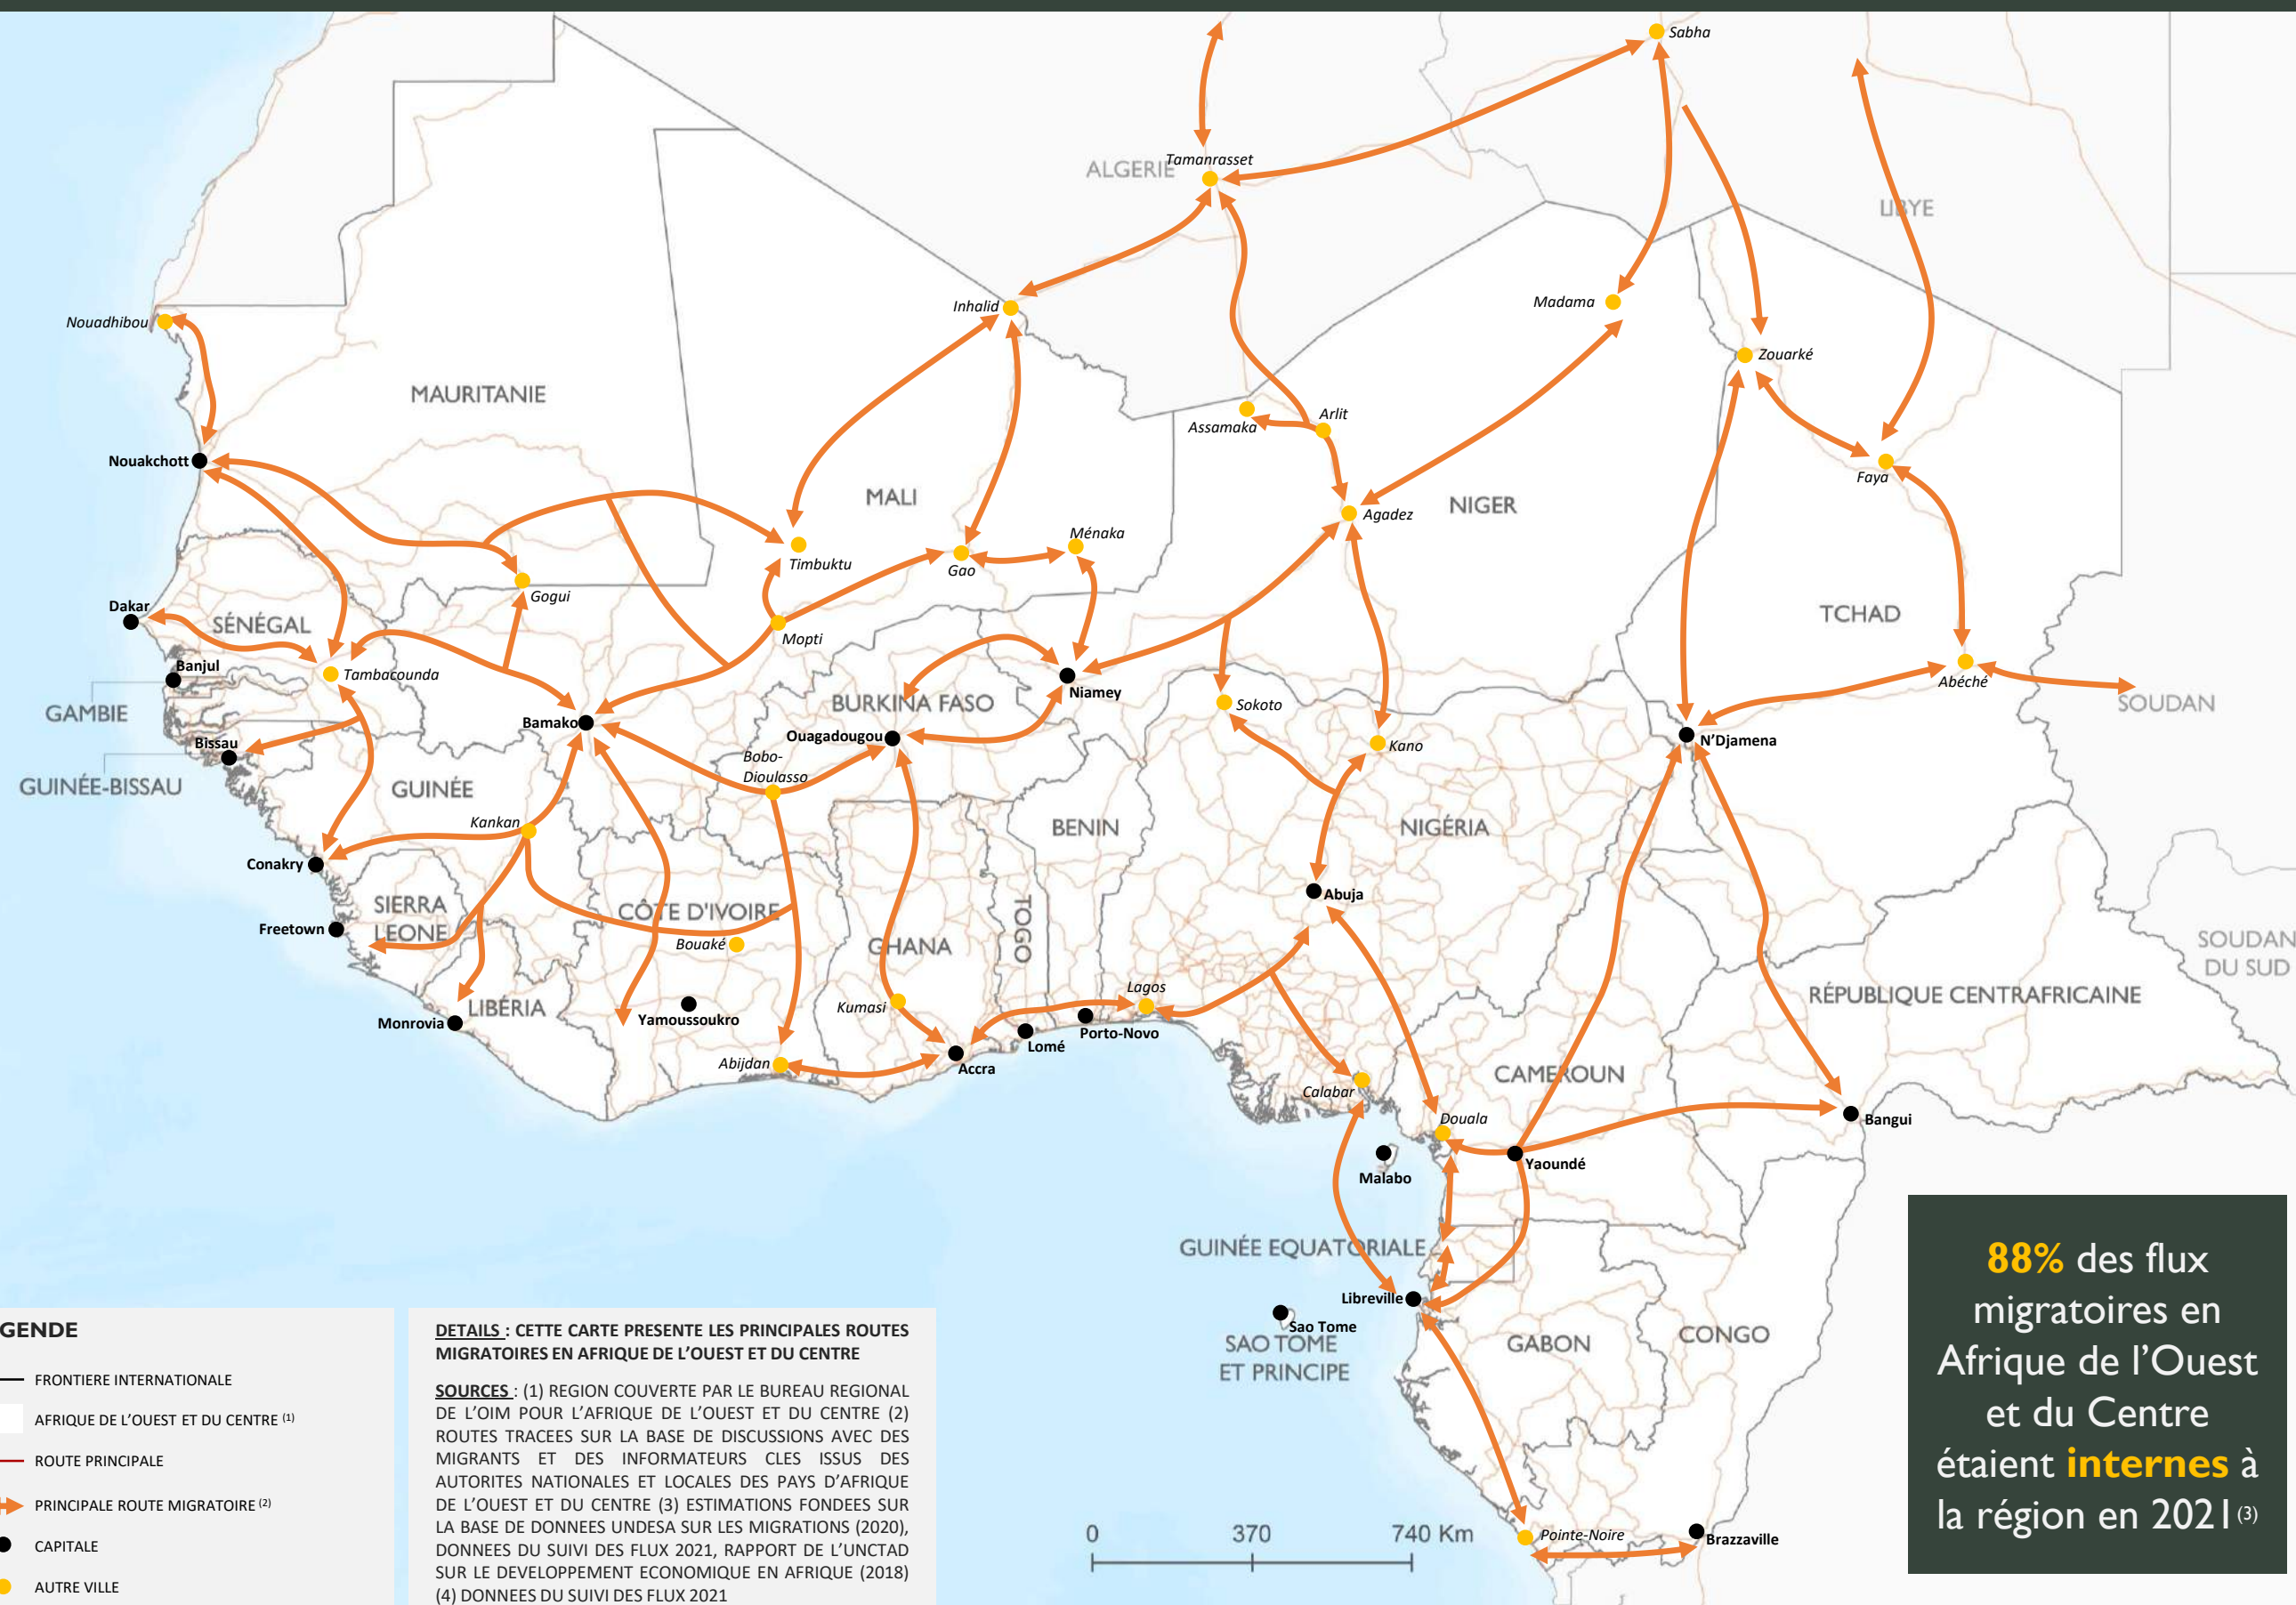 Sabha
Tamanrasset
ALGERIE
LIBYE
Nouadhibou
Inhalid
Madama
Zouarké
MAURITANIE
Arlit
Assamaka
Nouakchott
Faya
MALI
NIGER
Agadez
Ménaka
Timbuktu
Gao
Gogui
Dakar
SÉNÉGAL
TCHAD
Mopti
Banjul
Tambacounda
Abéché
Niamey
GAMBIE
BURKINA FASO
Sokoto
SOUDAN
Bamako
Bissau
Ouagadougou
Kano
N'Djamena
Bobo-
Dioulasso
GUINÉE-BISSAU
GUINÉE
Kankan
BENIN
NIGÉRIA
Conakry
Abuja
SIERRA
LEONE
CÔTE D'IVOIRE
TOGO
Freetown
Bouaké
GHANA
SOUDAN
DU SUD
Lagos
RÉPUBLIQUE CENTRAFRICAINE
LIBÉRIA
Kumasi
Monrovia
Yamoussoukro
Porto-Novo
Lomé
Abijdan
Accra
CAMEROUN
Calabar
Douala
Bangui
Yaoundé
Malabo
GUINÉE EQUATORIALE
Libreville
Sao Tome
SAO TOME
ET PRINCIPE
GABON
CONGO
Pointe-Noire
Brazzaville
0 370 740 Km
GENDE
FRONTIERE INTERNATIONALE
AFRIQUE DE L'OUEST ET DU CENTRE (1)
ROUTE PRINCIPALE
PRINCIPALE ROUTE MIGRATOIRE (2)
CAPITALE
AUTRE VILLE
DETAILS : CETTE CARTE PRESENTE LES PRINCIPALES ROUTES
MIGRATOIRES EN AFRIQUE DE L'OUEST ET DU CENTRE
SOURCES : (1) REGION COUVERTE PAR LE BUREAU REGIONAL
DE L'OIM POUR L'AFRIQUE DE L'OUEST ET DU CENTRE (2)
ROUTES TRACEES SUR LA BASE DE DISCUSSIONS AVEC DES
MIGRANTS ET DES INFORMATEURS CLES ISSUS DES
AUTORITES NATIONALES ET LOCALES DES PAYS D'AFRIQUE
DE L'OUEST ET DU CENTRE (3) ESTIMATIONS FONDEES SUR
LA BASE DE DONNEES UNDESA SUR LES MIGRATIONS (2020),
DONNEES DU SUIVI DES FLUX 2021, RAPPORT DE L'UNCTAD
SUR LE DEVELOPPEMENT ECONOMIQUE EN AFRIQUE (2018)
(4) DONNEES DU SUIVI DES FLUX 2021
88% des flux
migratoires en
Afrique de l'Ouest
et du Centre
étaient internes à
la région en 2021(3)